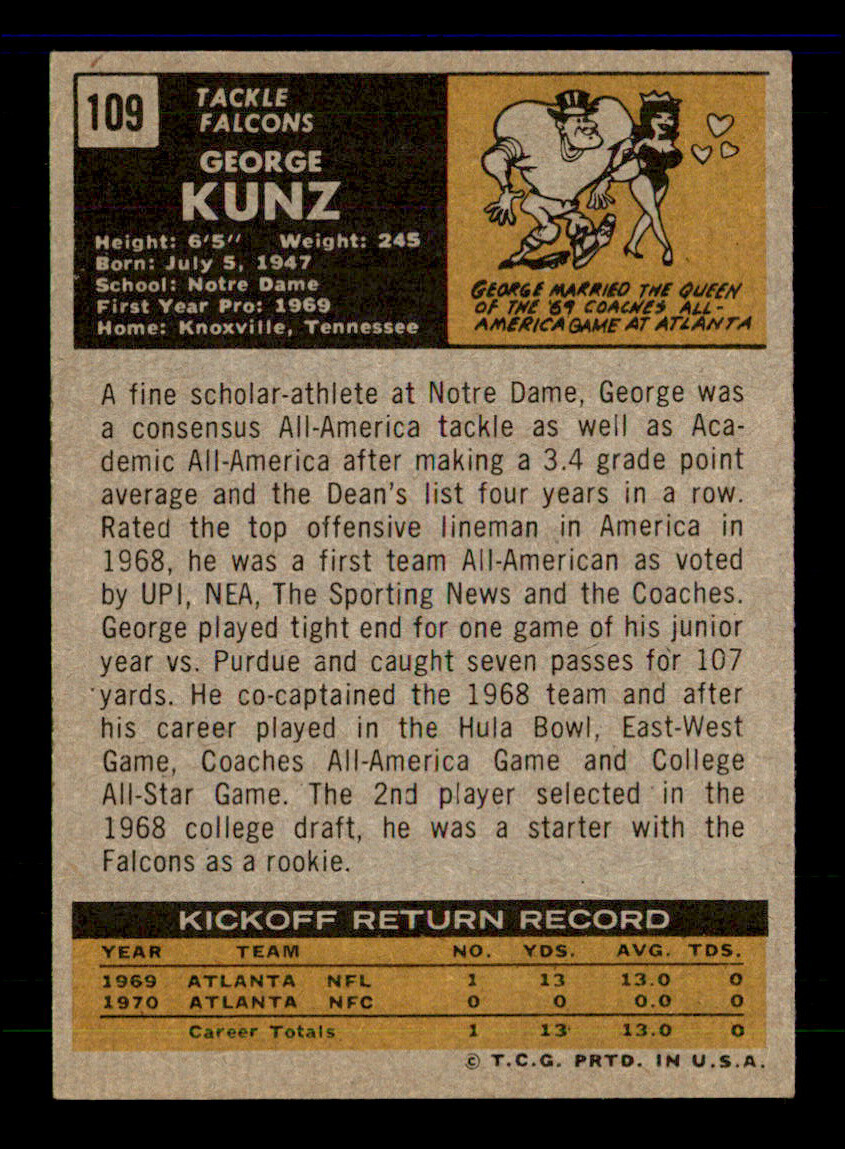 109
TACKLE
FALCONS
GEORGE
KUNZ
Height: 6'5" Weight: 245
Born: July 5, 1947
School: Notre Dame
First Year Pro: 1969
Home: Knoxville, Tennessee
GEORGE MARRIED THE QUEEN
OF THE '69 COACHES ALL-
AMERICA GAME AT ATLANTA
A fine scholar-athlete at Notre Dame, George was
a consensus All-America tackle as well as Aca-
demic All-America after making a 3.4 grade point
average and the Dean's list four years in a row.
Rated the top offensive lineman in America in
1968, he was a first team All-American as voted
by UPI, NEA, The Sporting News and the Coaches.
George played tight end for one game of his junior
year vs. Purdue and caught seven passes for 107
yards. He co-captained the 1968 team and after
his career played in the Hula Bowl, East-West
Game, Coaches All-America Game and College
All-Star Game. The 2nd player selected in the
1968 college draft, he was a starter with the
Falcons as a rookie.
KICKOFF RETURN RECORD
YEAR TEAM NO. YDS. AVG. TDS.
1969 ATLANTA NFL 1 13 13.0 0
1970 ATLANTA NFC 0 0 0.0 0
Career Totals 1 13 13.0 0
© T.C.G. PRTD. IN U.S.A.